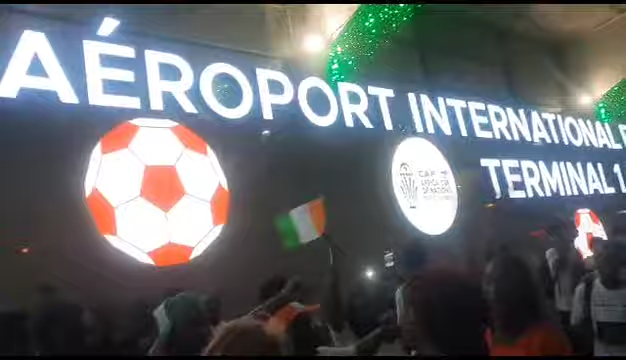 AÉROPORT INTERNATIONAL
TERMINAL 1
CAF
AFRICA CUP
OF NATIONS